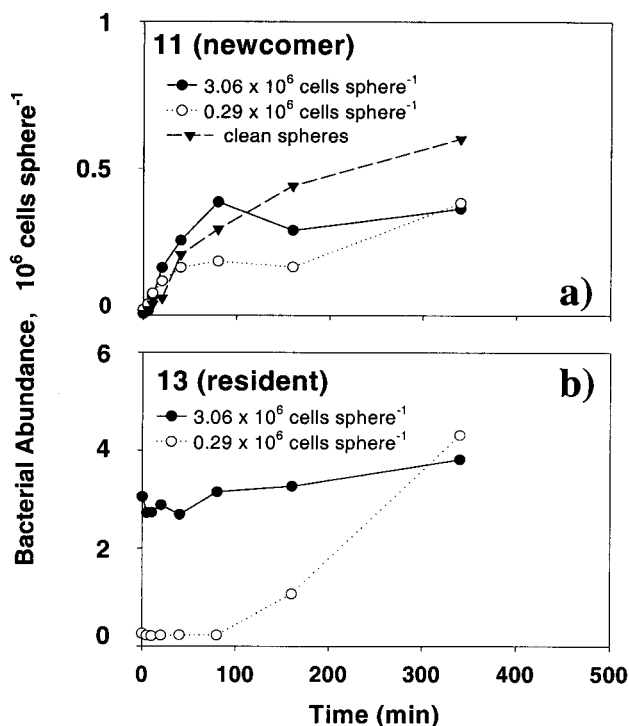 Bacterial Abundance, 10⁶ cells sphere⁻¹
1
0.5
0
11 (newcomer)
3.06 x 10⁶ cells sphere⁻¹
0.29 x 10⁶ cells sphere⁻¹
clean spheres
a)
6
4
2
0
13 (resident)
3.06 x 10⁶ cells sphere⁻¹
0.29 x 10⁶ cells sphere⁻¹
b)
0 100 200 300 400 500
Time (min)